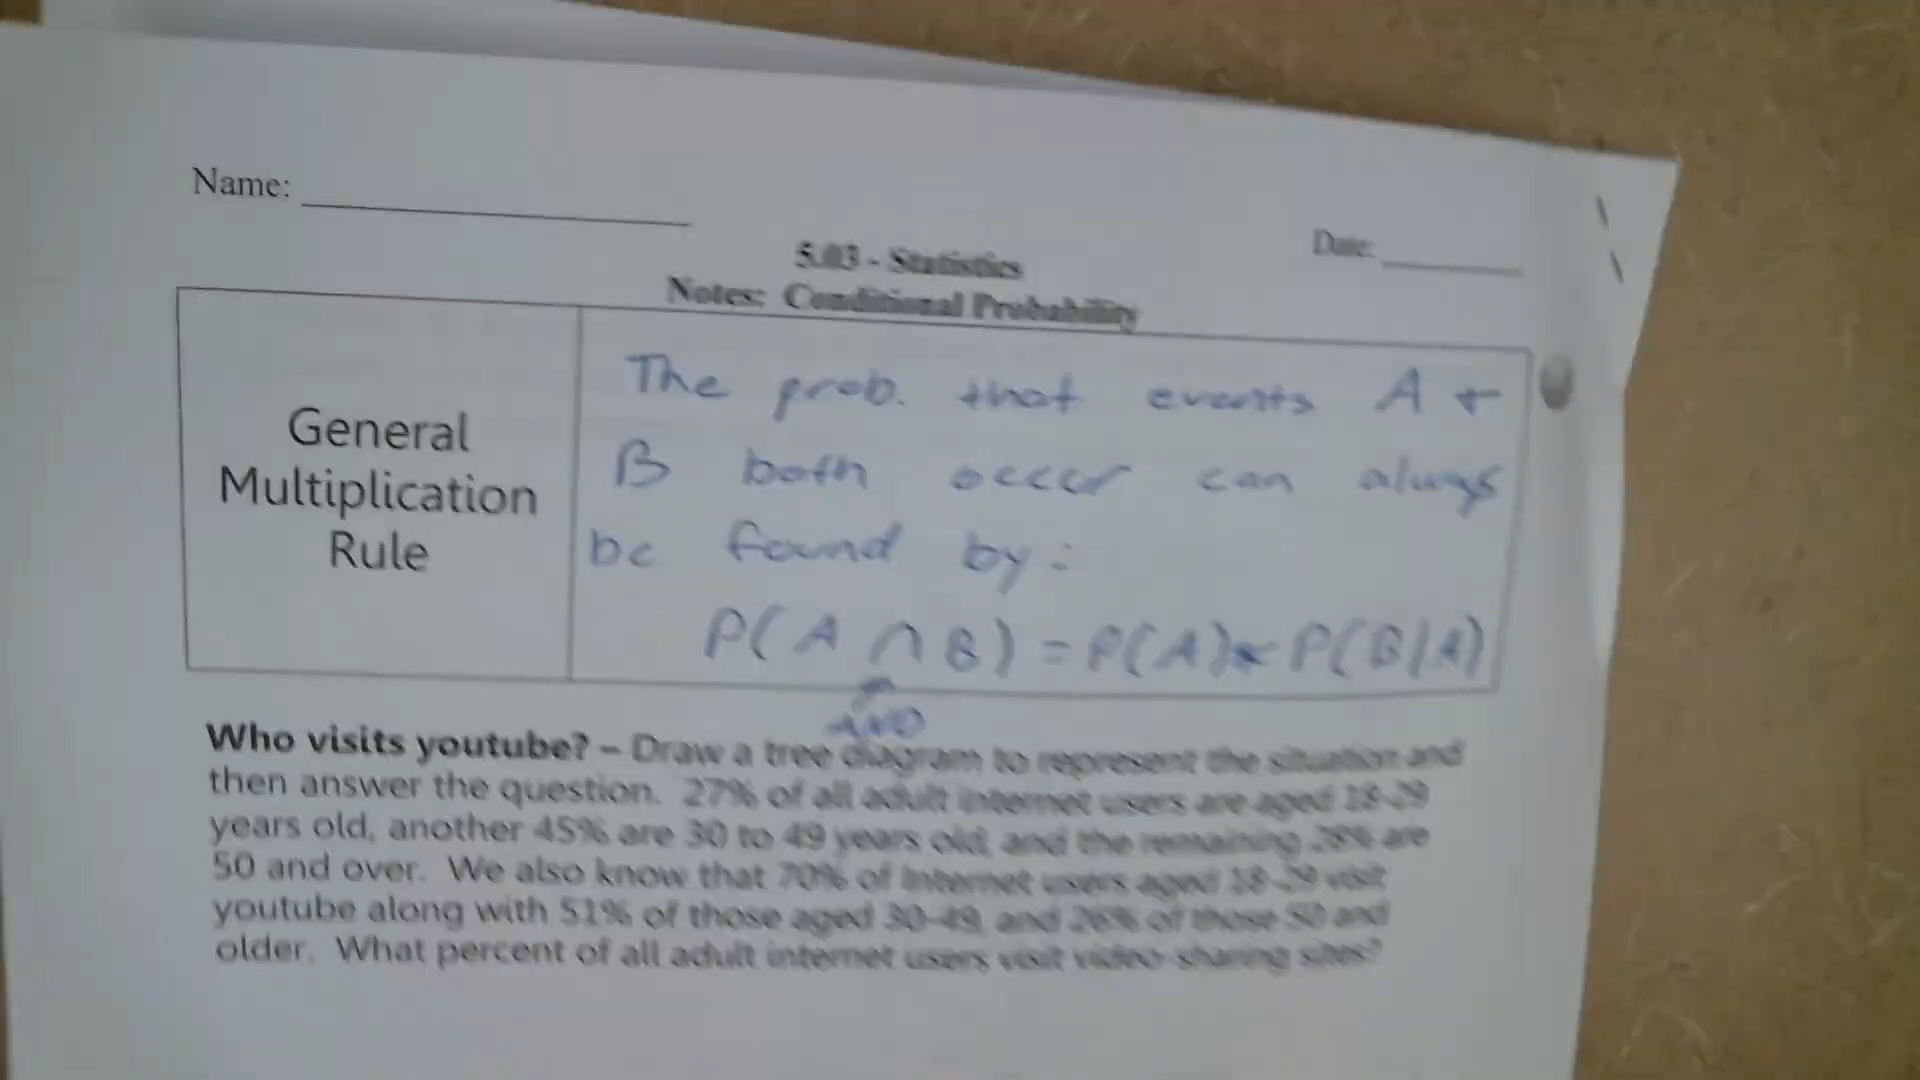 Name:
Date:
5.03 - Statistics
Notes: Conditional Probability
General
Multiplication
Rule
The prob. that events A +
B both occur can always
be found by:
P(A ∩ B) = P(A) * P(B|A)
AND
Who visits youtube? – Draw a tree diagram to represent the situation and
then answer the question. 27% of all adult internet users are aged 18-29
years old, another 45% are 30 to 49 years old, and the remaining 28% are
50 and over. We also know that 70% of Internet users aged 18-29 visit
youtube along with 51% of those aged 30-49, and 26% of those 50 and
older. What percent of all adult internet users visit video-sharing sites?